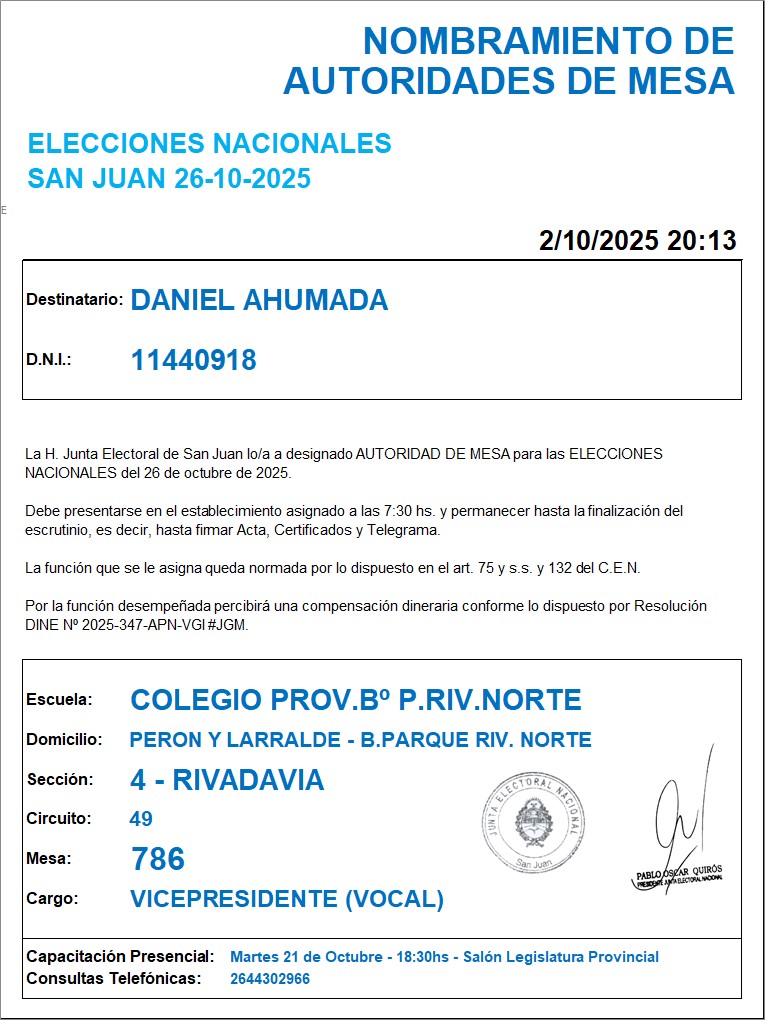 NOMBRAMIENTO DE
AUTORIDADES DE MESA
ELECCIONES NACIONALES
SAN JUAN 26-10-2025
E
2/10/2025 20:13
Destinatario: DANIEL AHUMADA
D.N.I.: 11440918
La H. Junta Electoral de San Juan lo/a a designado AUTORIDAD DE MESA para las ELECCIONES
NACIONALES del 26 de octubre de 2025.
Debe presentarse en el establecimiento asignado a las 7:30 hs. y permanecer hasta la finalización del
escrutinio, es decir, hasta firmar Acta, Certificados y Telegrama.
La función que se le asigna queda normada por lo dispuesto en el art. 75 y s.s. y 132 del C.E.N.
Por la función desempeñada percibirá una compensación dineraria conforme lo dispuesto por Resolución
DINE Nº 2025-347-APN-VGI#JGM.
Escuela: COLEGIO PROV.Bº P.RIV.NORTE
Domicilio: PERON Y LARRALDE - B.PARQUE RIV. NORTE
Sección: 4 - RIVADAVIA
Circuito: 49
Mesa: 786
Cargo: VICEPRESIDENTE (VOCAL)
JUNTA ELECTORAL NACIONAL
San Juan
PABLO OSCAR QUIRÓS
PRESIDENTE JUNTA ELECTORAL NACIONAL
Capacitación Presencial: Martes 21 de Octubre - 18:30hs - Salón Legislatura Provincial
Consultas Telefónicas: 2644302966